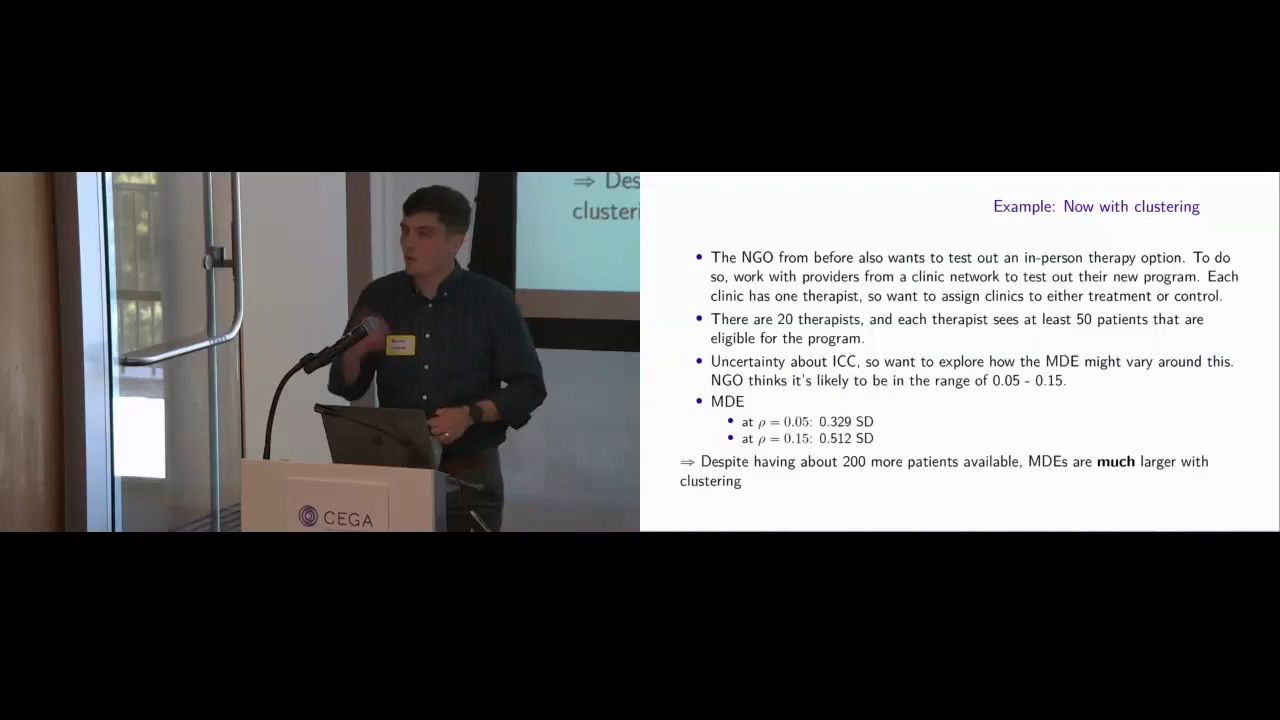 ⇒ Des
clusteri
CEGA
Example: Now with clustering
• The NGO from before also wants to test out an in-person therapy option. To do
so, work with providers from a clinic network to test out their new program. Each
clinic has one therapist, so want to assign clinics to either treatment or control.
• There are 20 therapists, and each therapist sees at least 50 patients that are
eligible for the program.
• Uncertainty about ICC, so want to explore how the MDE might vary around this.
NGO thinks it's likely to be in the range of 0.05 - 0.15.
• MDE
• at ρ = 0.05: 0.329 SD
• at ρ = 0.15: 0.512 SD
⇒ Despite having about 200 more patients available, MDEs are much larger with
clustering